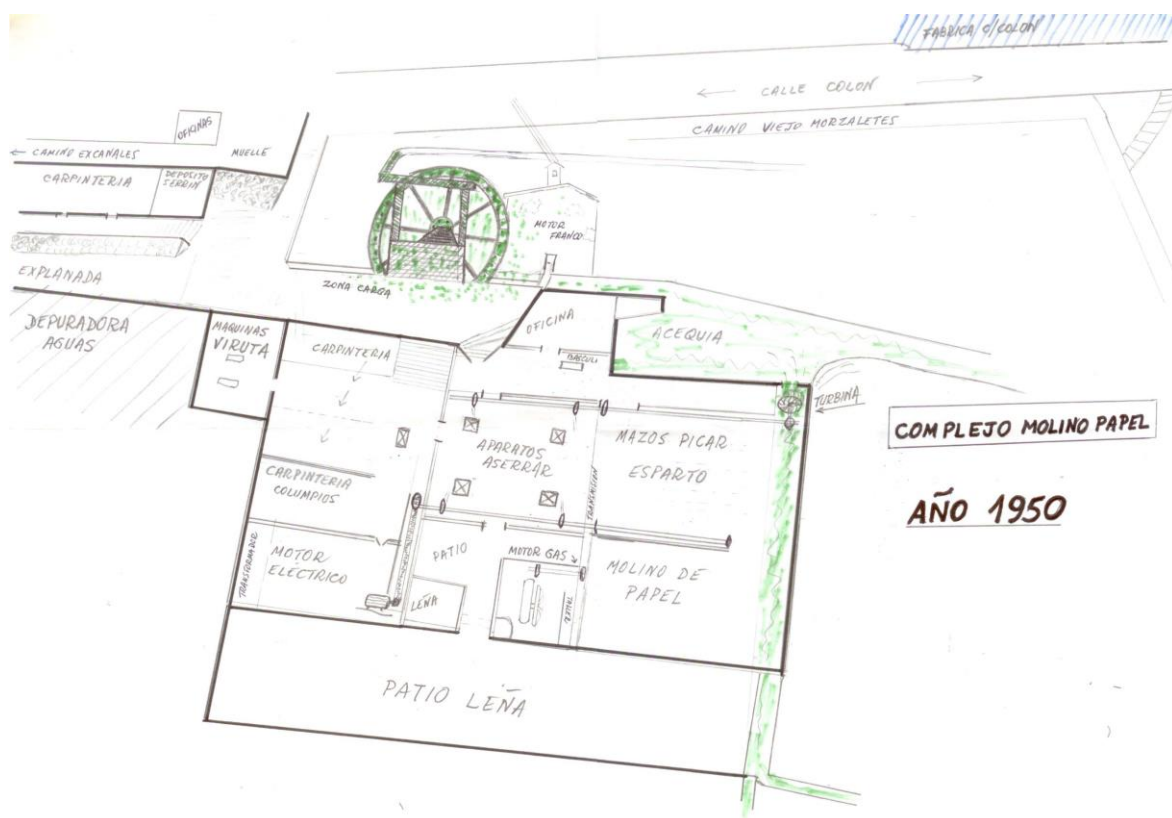 FABRICA C/COLON
← CALLE COLON →
CAMINO VIEJO MORZALETES
OFICINAS
← CAMINO EXCANALES
MUELLE
CARPINTERIA
DEPOSITO
SERRIN
MOTOR
FRANCO
EXPLANADA
ZONA CARGA
DEPURADORA
AGUAS
MAQUINAS
VIRUTA
CARPINTERIA
OFICINA
BASCULA
ACEQUIA
TURBINA
COMPLEJO MOLINO PAPEL
AÑO 1950
APARATOS
ASERRAR
MAZOS PICAR
ESPARTO
TRANSMISION
CARPINTERIA
COLUMPIOS
TRANSFORMADOR
MOTOR
ELÉCTRICO
PATIO
LEÑA
MOTOR GAS
MOLINO DE
PAPEL
PATIO LEÑA